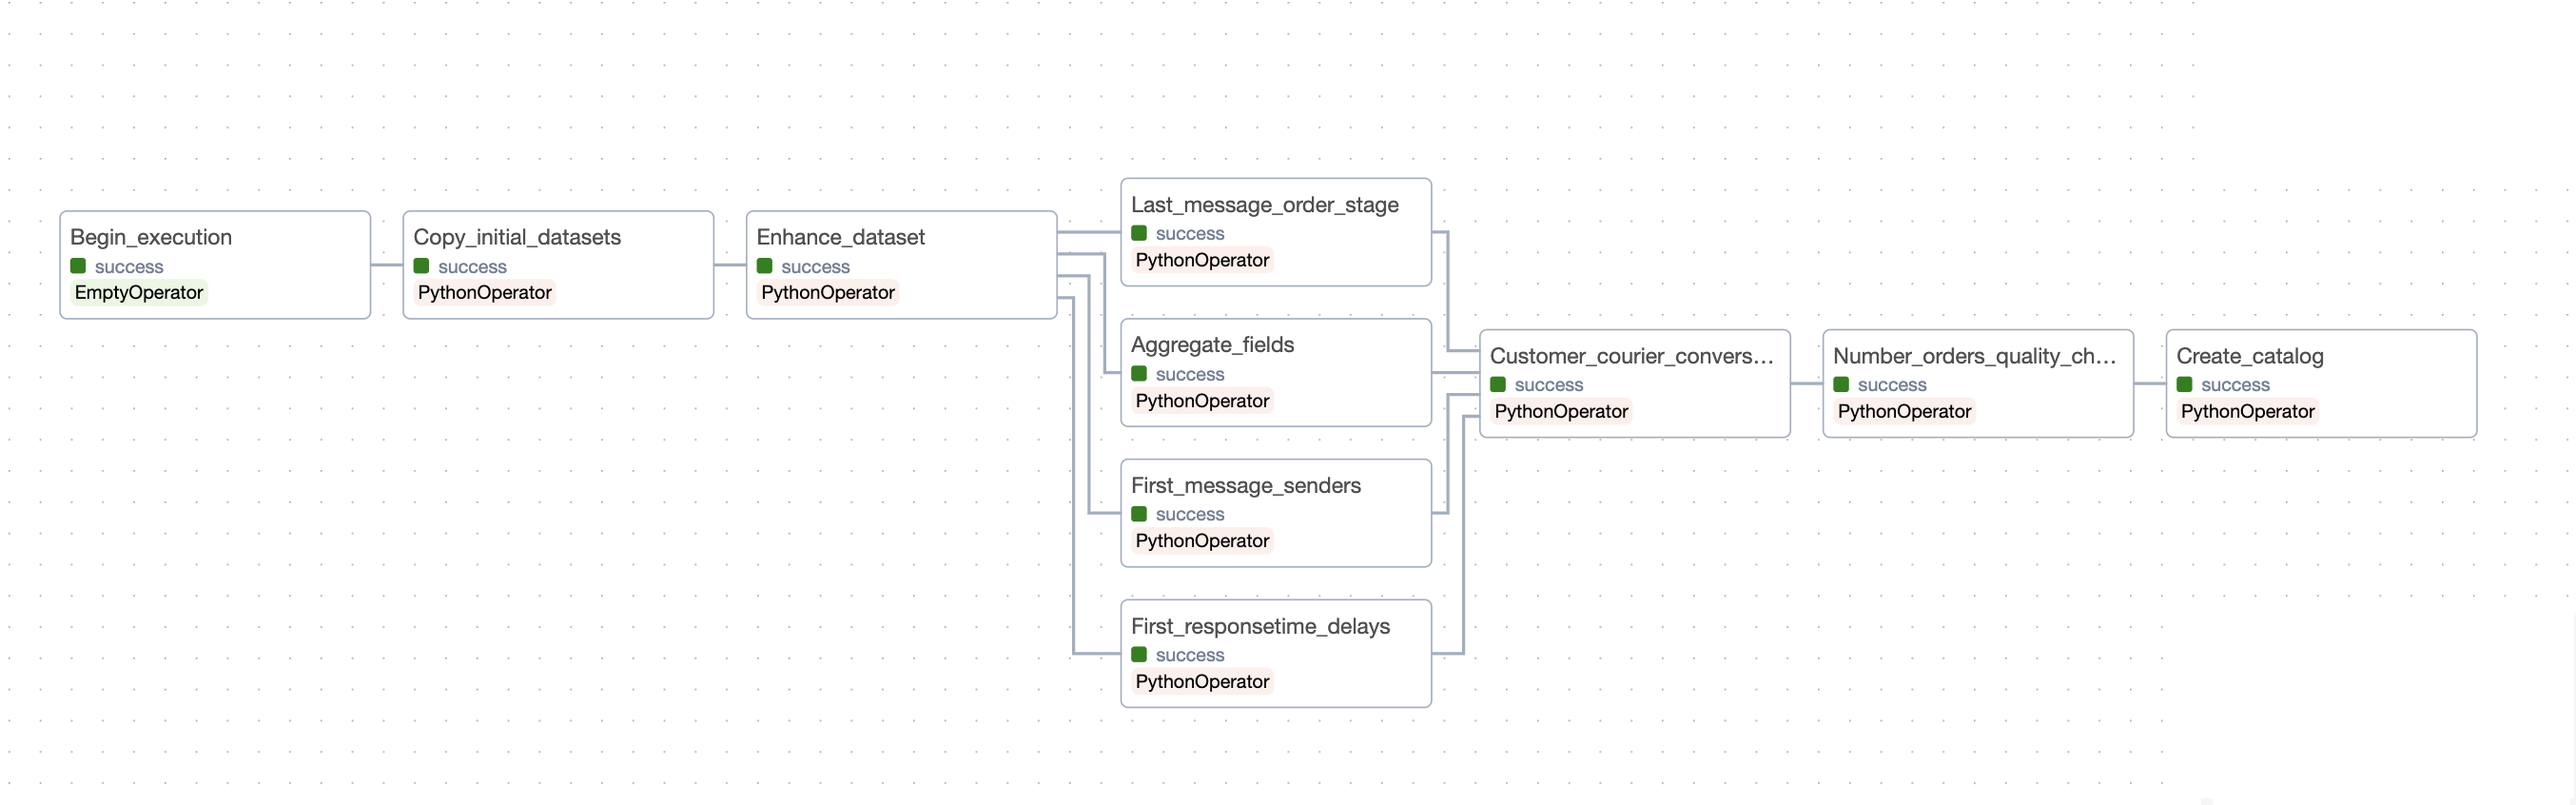 Begin_execution
success
EmptyOperator
Copy_initial_datasets
success
PythonOperator
Enhance_dataset
success
PythonOperator
Last_message_order_stage
success
PythonOperator
Aggregate_fields
success
PythonOperator
First_message_senders
success
PythonOperator
First_responsetime_delays
success
PythonOperator
Customer_courier_convers...
success
PythonOperator
Number_orders_quality_ch...
success
PythonOperator
Create_catalog
success
PythonOperator